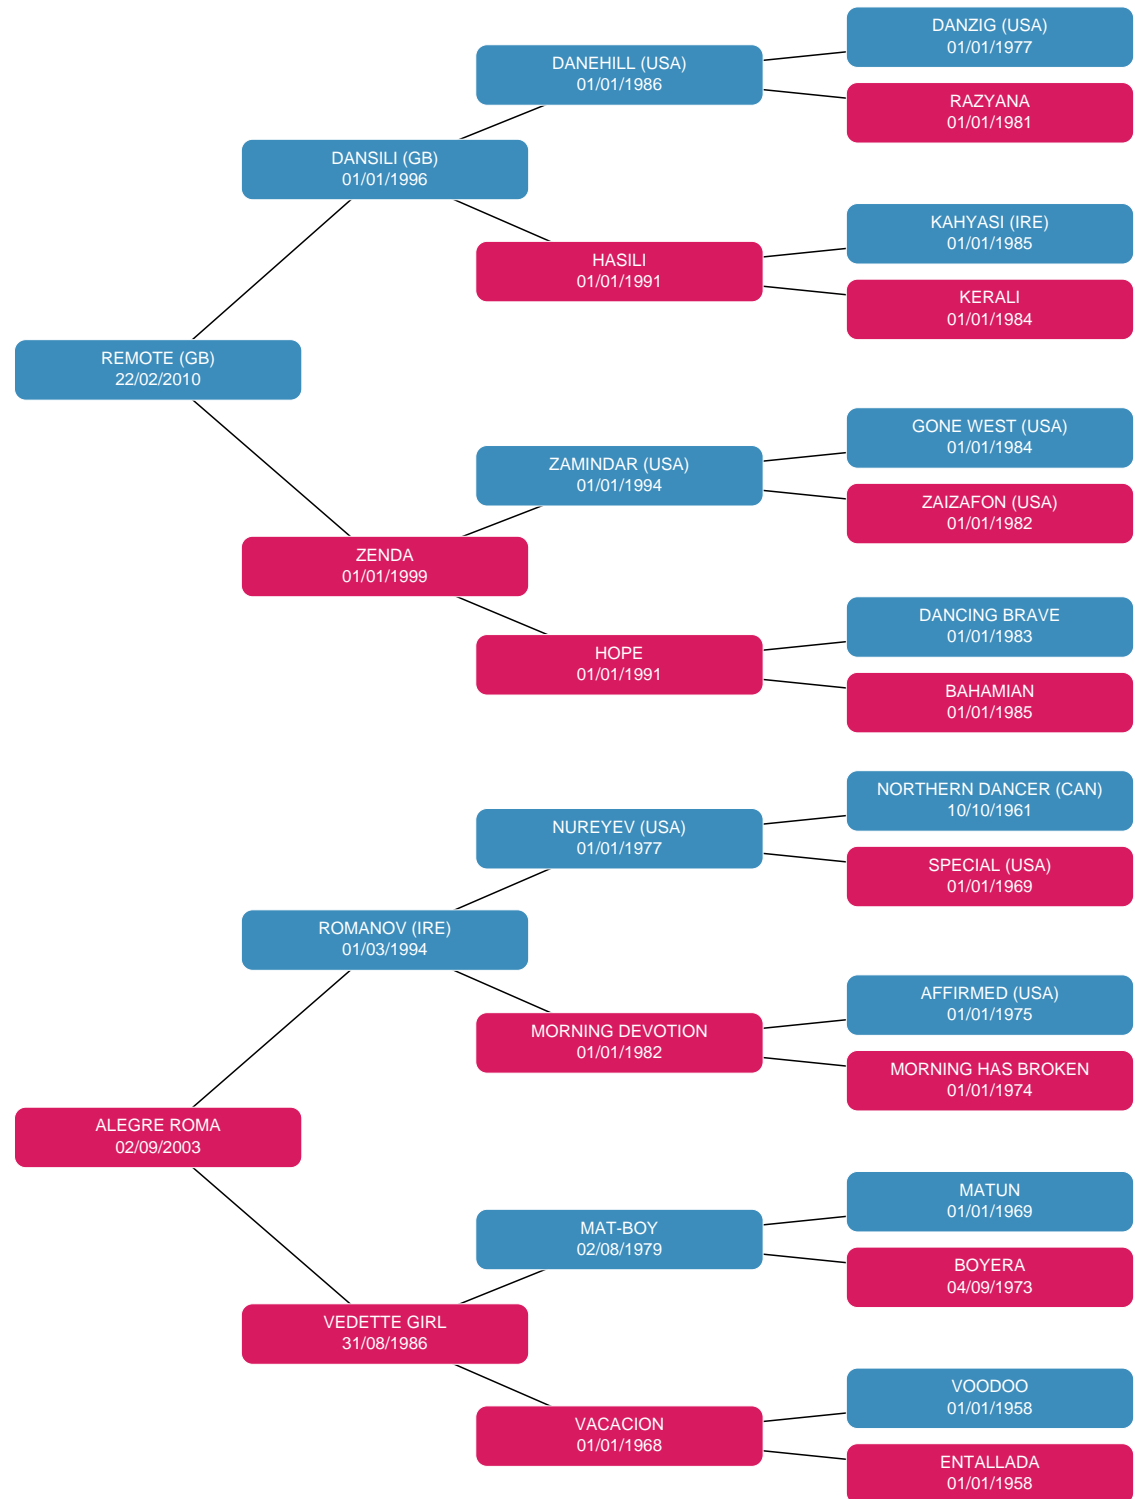 DANZIG (USA)
01/01/1977
DANEHILL (USA)
01/01/1986
RAZYANA
01/01/1981
DANSILI (GB)
01/01/1996
KAHYASI (IRE)
01/01/1985
HASILI
01/01/1991
KERALI
01/01/1984
REMOTE (GB)
22/02/2010
GONE WEST (USA)
01/01/1984
ZAMINDAR (USA)
01/01/1994
ZAIZAFON (USA)
01/01/1982
ZENDA
01/01/1999
DANCING BRAVE
01/01/1983
HOPE
01/01/1991
BAHAMIAN
01/01/1985
NORTHERN DANCER (CAN)
10/10/1961
NUREYEV (USA)
01/01/1977
SPECIAL (USA)
01/01/1969
ROMANOV (IRE)
01/03/1994
AFFIRMED (USA)
01/01/1975
MORNING DEVOTION
01/01/1982
MORNING HAS BROKEN
01/01/1974
ALEGRE ROMA
02/09/2003
MATUN
01/01/1969
MAT-BOY
02/08/1979
BOYERA
04/09/1973
VEDETTE GIRL
31/08/1986
VOODOO
01/01/1958
VACACION
01/01/1968
ENTALLADA
01/01/1958